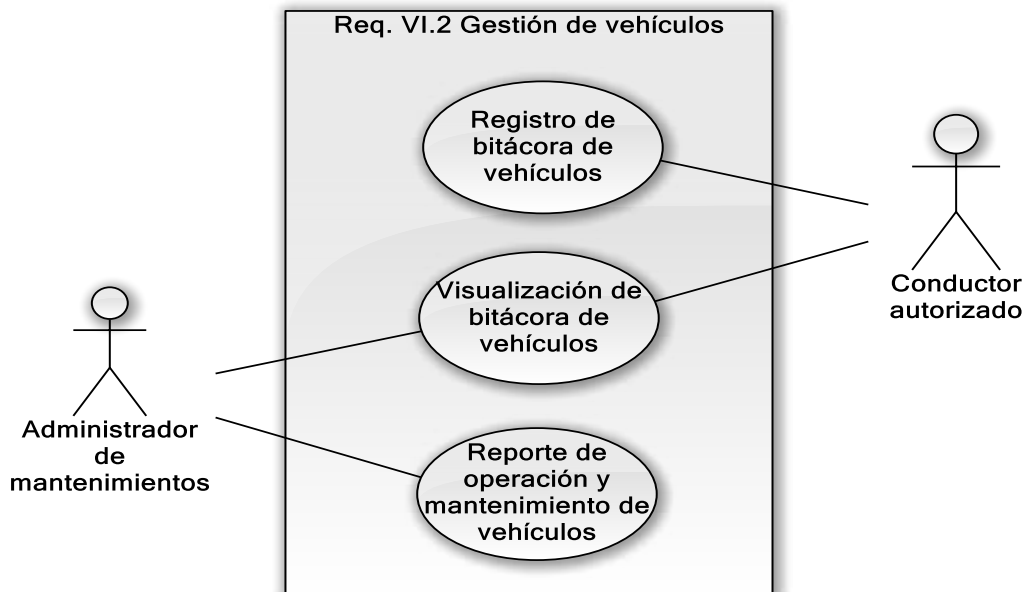 Req. VI.2 Gestión de vehículos
Registro de
bitácora de
vehículos
Visualización de
bitácora de
vehículos
Conductor
autorizado
Administrador
de
mantenimientos
Reporte de
operación y
mantenimiento de
vehículos